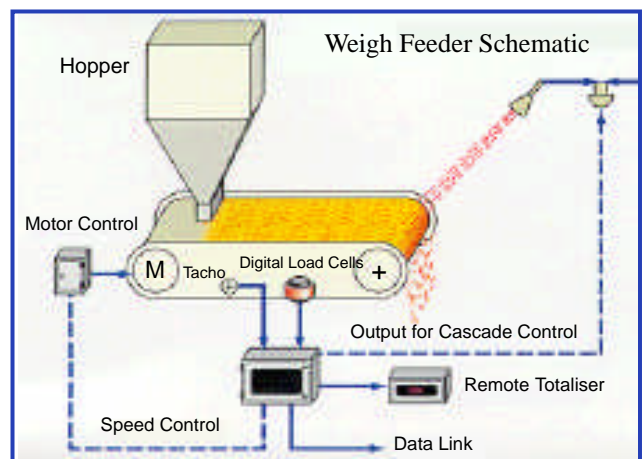 Weigh Feeder Schematic
Hopper
Motor Control
M
Tacho
Digital Load Cells
+
Output for Cascade Control
Remote Totaliser
Speed Control
Data Link